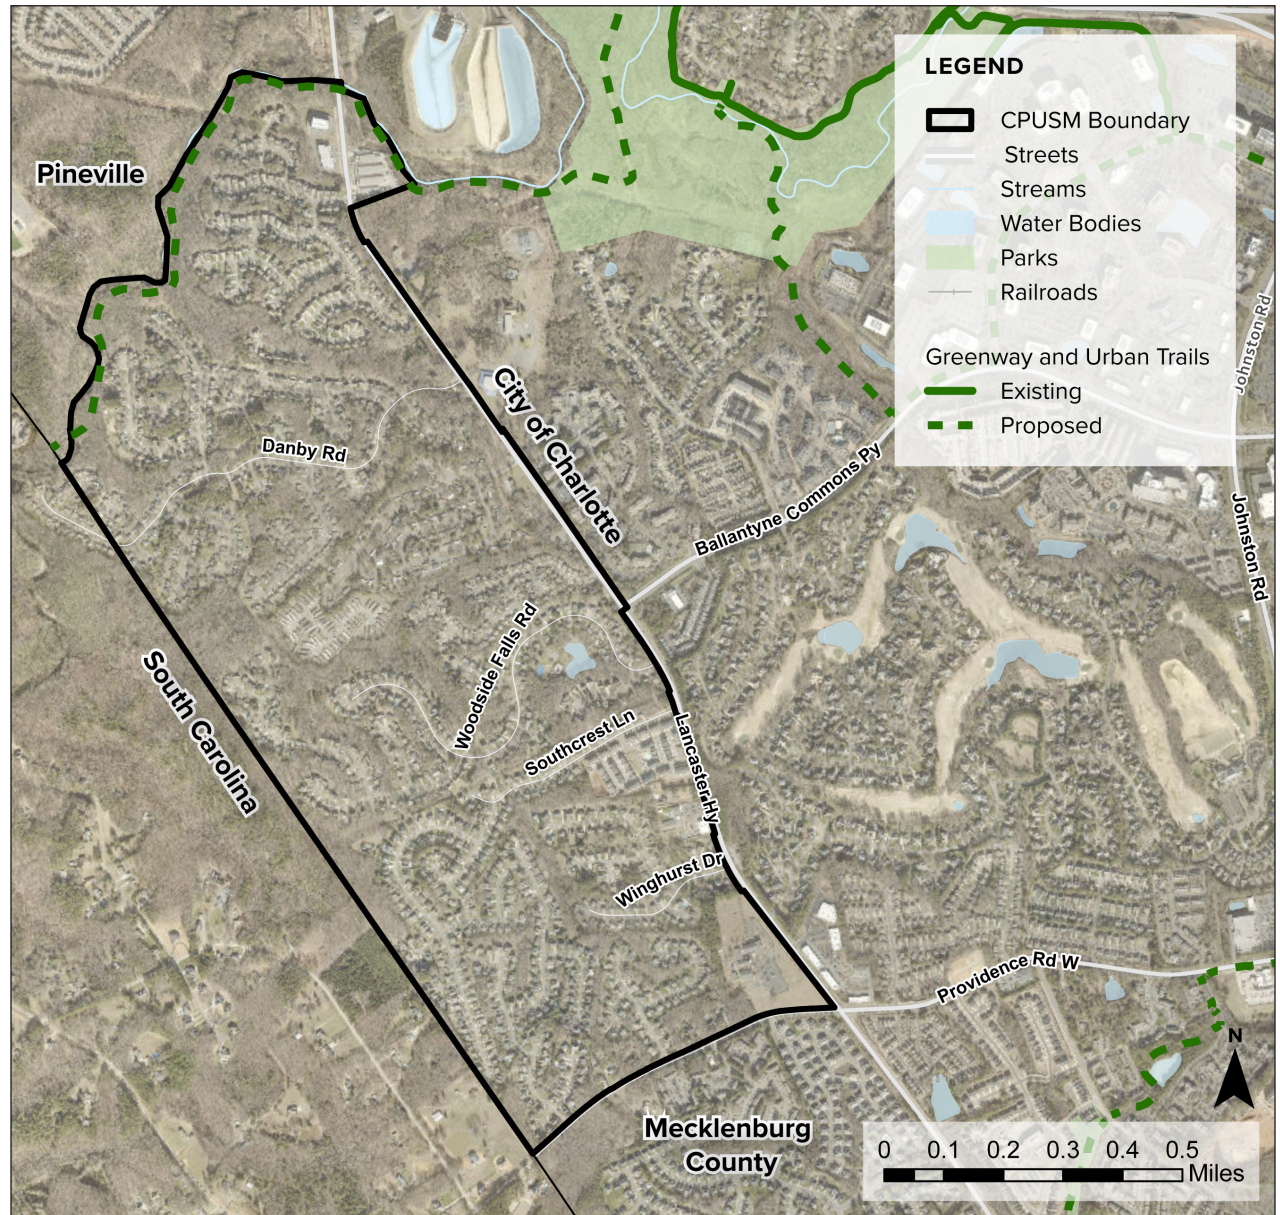 LEGEND
CPUSM Boundary
Streets
Streams
Water Bodies
Parks
Railroads
Greenway and Urban Trails
Existing
Proposed
Pineville
Johnston Rd
City of Charlotte
Danby Rd
Ballantyne Commons Py
Johnston Rd
Woodside Falls Rd
South Carolina
Southcrest Ln
Lancaster Hy
Winghurst Dr
Providence Rd W
N
Mecklenburg
County
0 0.1 0.2 0.3 0.4 0.5
Miles